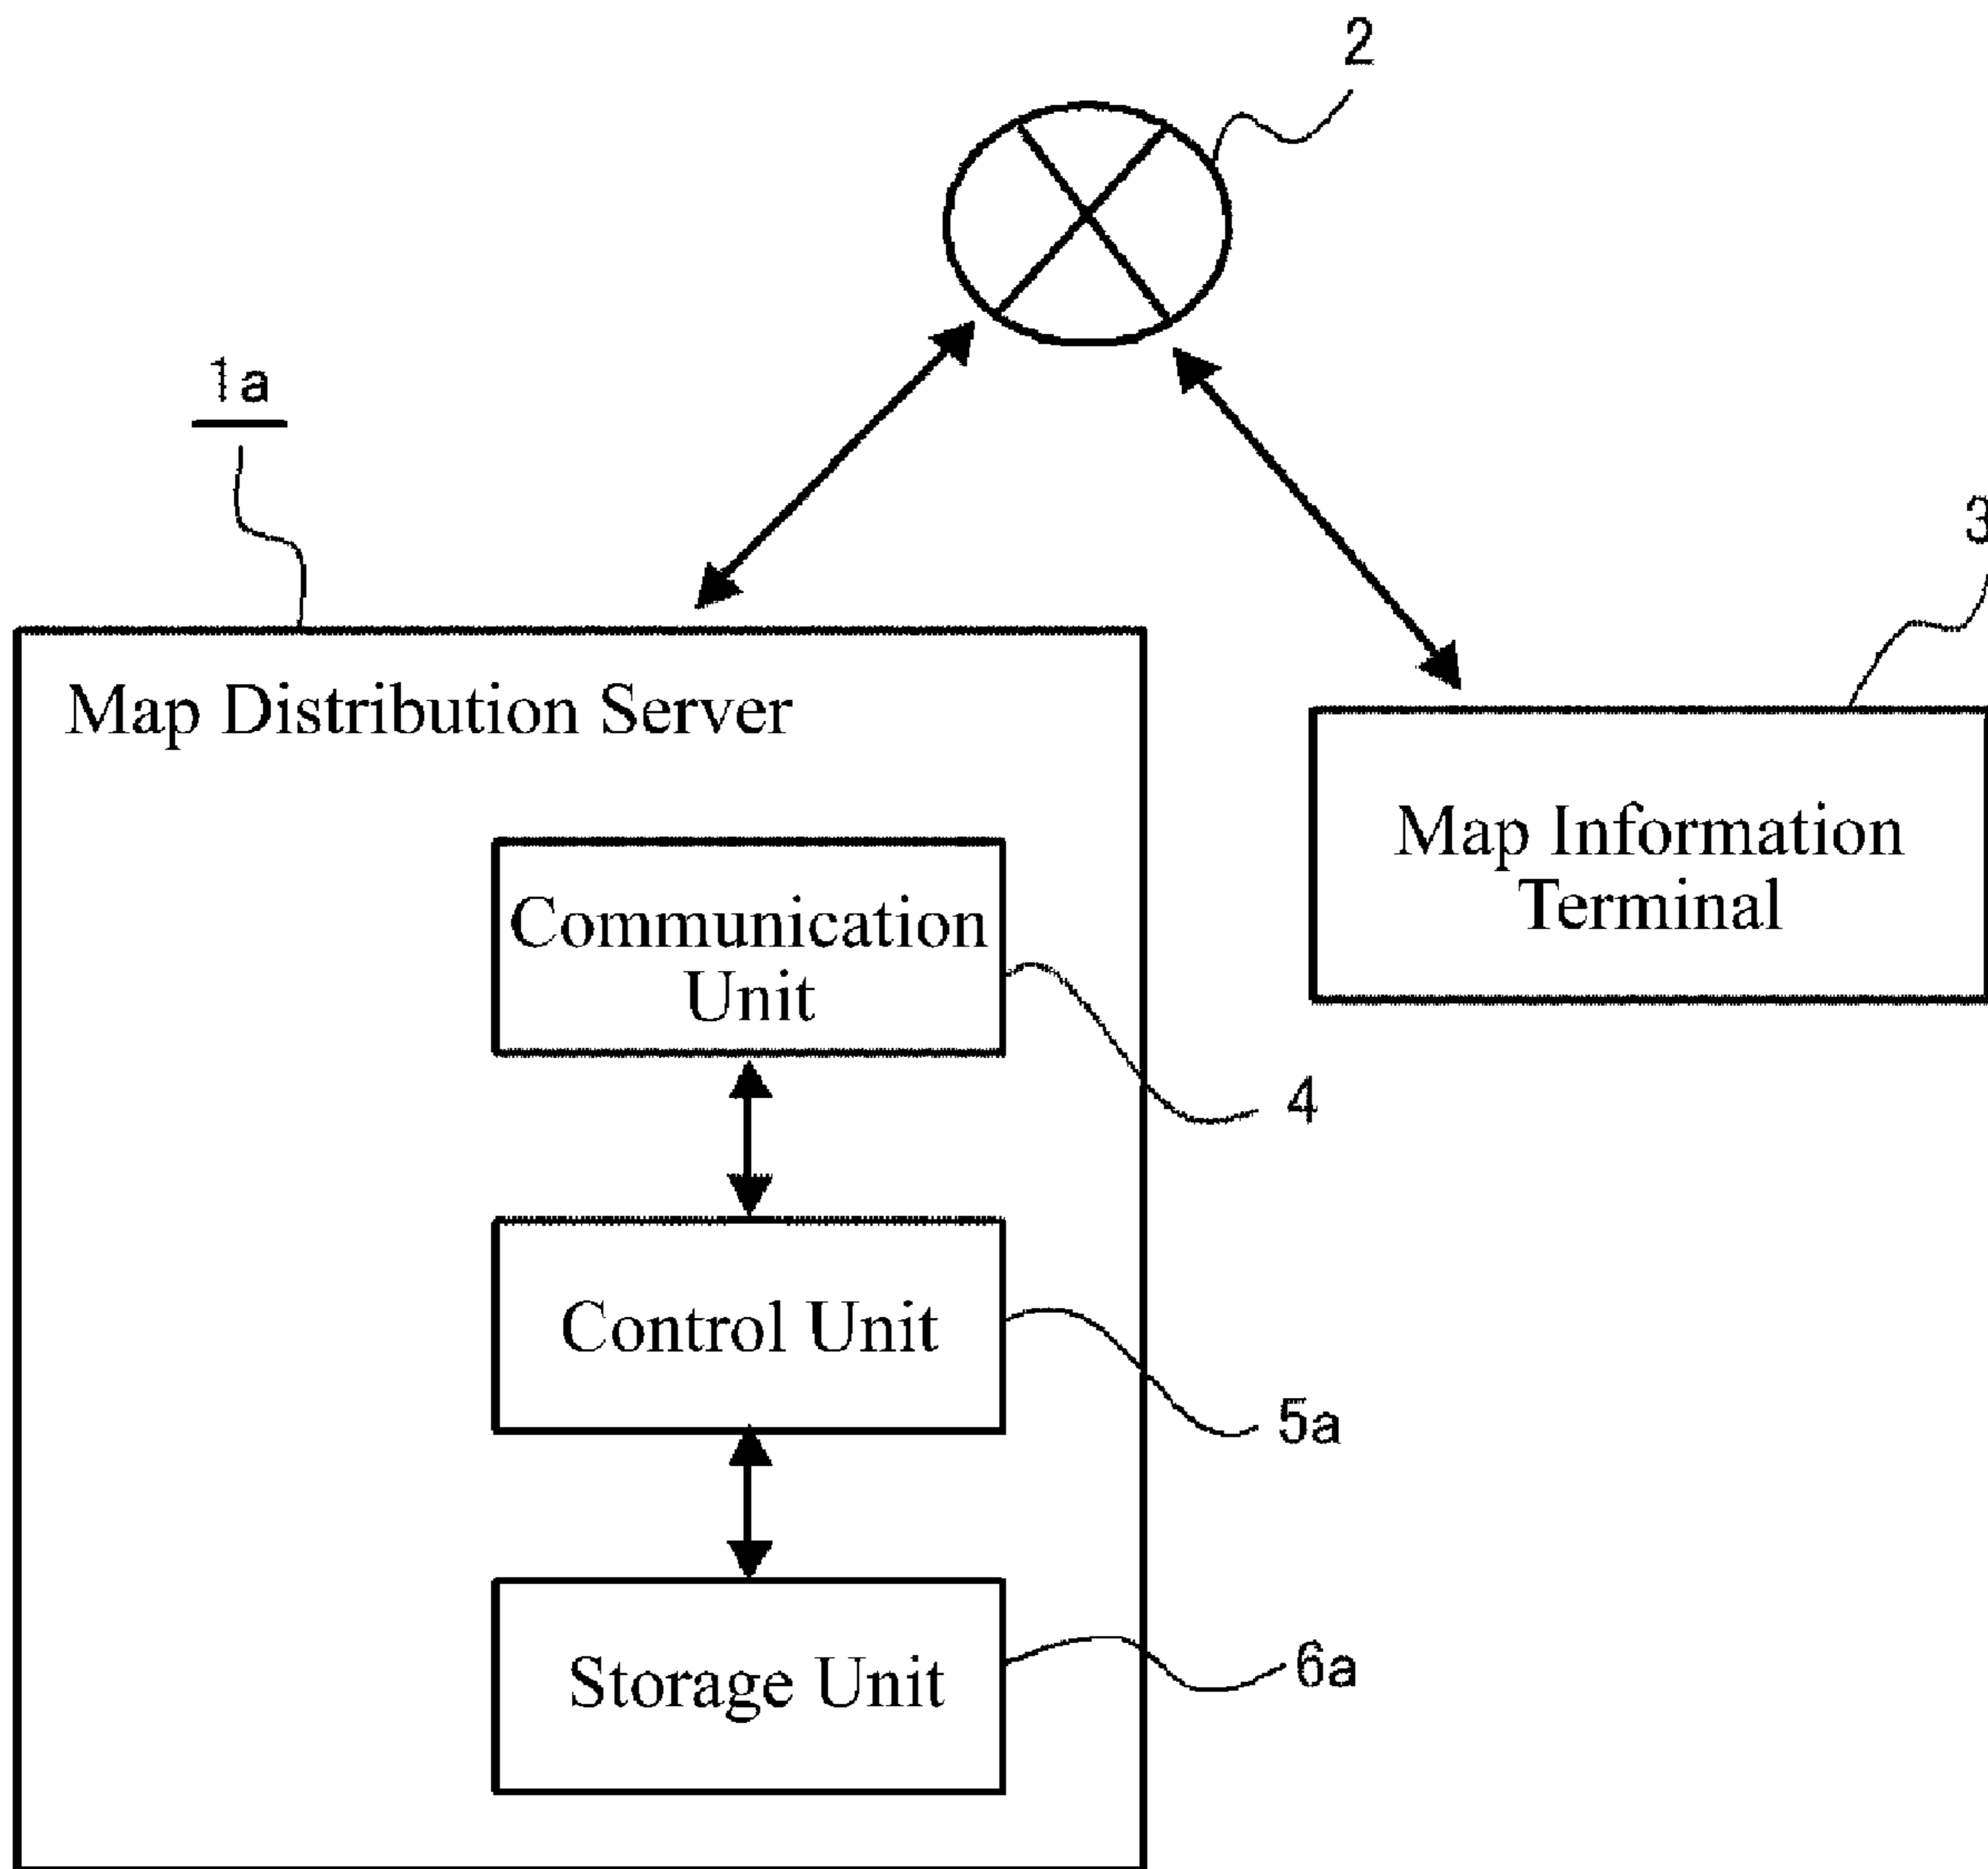 2
1a
3
Map Distribution Server
Map Information
Terminal
Communication
Unit
4
Control Unit
5a
Storage Unit
6a